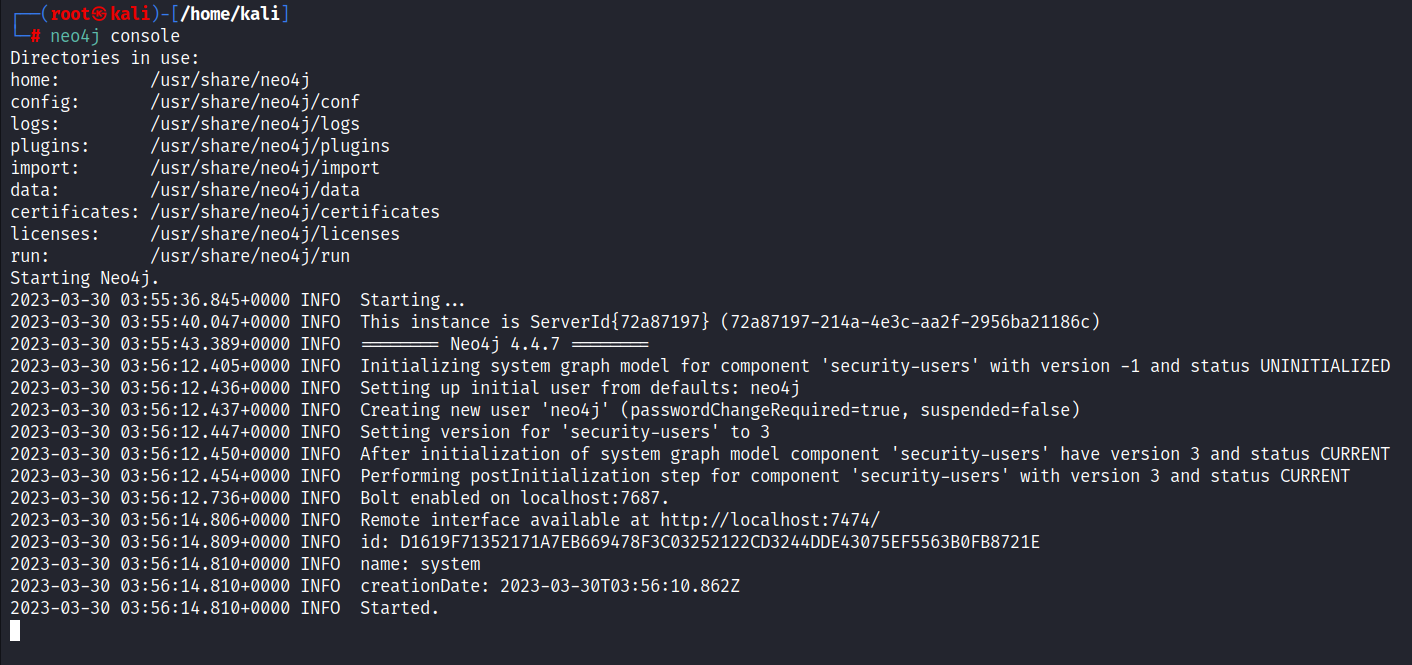 ┌──(root㉿kali)-[/home/kali]
└─# neo4j console
Directories in use:
home:         /usr/share/neo4j
config:       /usr/share/neo4j/conf
logs:         /usr/share/neo4j/logs
plugins:      /usr/share/neo4j/plugins
import:       /usr/share/neo4j/import
data:         /usr/share/neo4j/data
certificates: /usr/share/neo4j/certificates
licenses:     /usr/share/neo4j/licenses
run:          /usr/share/neo4j/run
Starting Neo4j.
2023-03-30 03:55:36.845+0000 INFO  Starting...
2023-03-30 03:55:40.047+0000 INFO  This instance is ServerId{72a87197} (72a87197-214a-4e3c-aa2f-2956ba21186c)
2023-03-30 03:55:43.389+0000 INFO  ======== Neo4j 4.4.7 ========
2023-03-30 03:56:12.405+0000 INFO  Initializing system graph model for component 'security-users' with version -1 and status UNINITIALIZED
2023-03-30 03:56:12.436+0000 INFO  Setting up initial user from defaults: neo4j
2023-03-30 03:56:12.437+0000 INFO  Creating new user 'neo4j' (passwordChangeRequired=true, suspended=false)
2023-03-30 03:56:12.447+0000 INFO  Setting version for 'security-users' to 3
2023-03-30 03:56:12.450+0000 INFO  After initialization of system graph model component 'security-users' have version 3 and status CURRENT
2023-03-30 03:56:12.454+0000 INFO  Performing postInitialization step for component 'security-users' with version 3 and status CURRENT
2023-03-30 03:56:12.736+0000 INFO  Bolt enabled on localhost:7687.
2023-03-30 03:56:14.806+0000 INFO  Remote interface available at http://localhost:7474/
2023-03-30 03:56:14.809+0000 INFO  id: D1619F71352171A7EB669478F3C03252122CD3244DDE43075EF5563B0FB8721E
2023-03-30 03:56:14.810+0000 INFO  name: system
2023-03-30 03:56:14.810+0000 INFO  creationDate: 2023-03-30T03:56:10.862Z
2023-03-30 03:56:14.810+0000 INFO  Started.